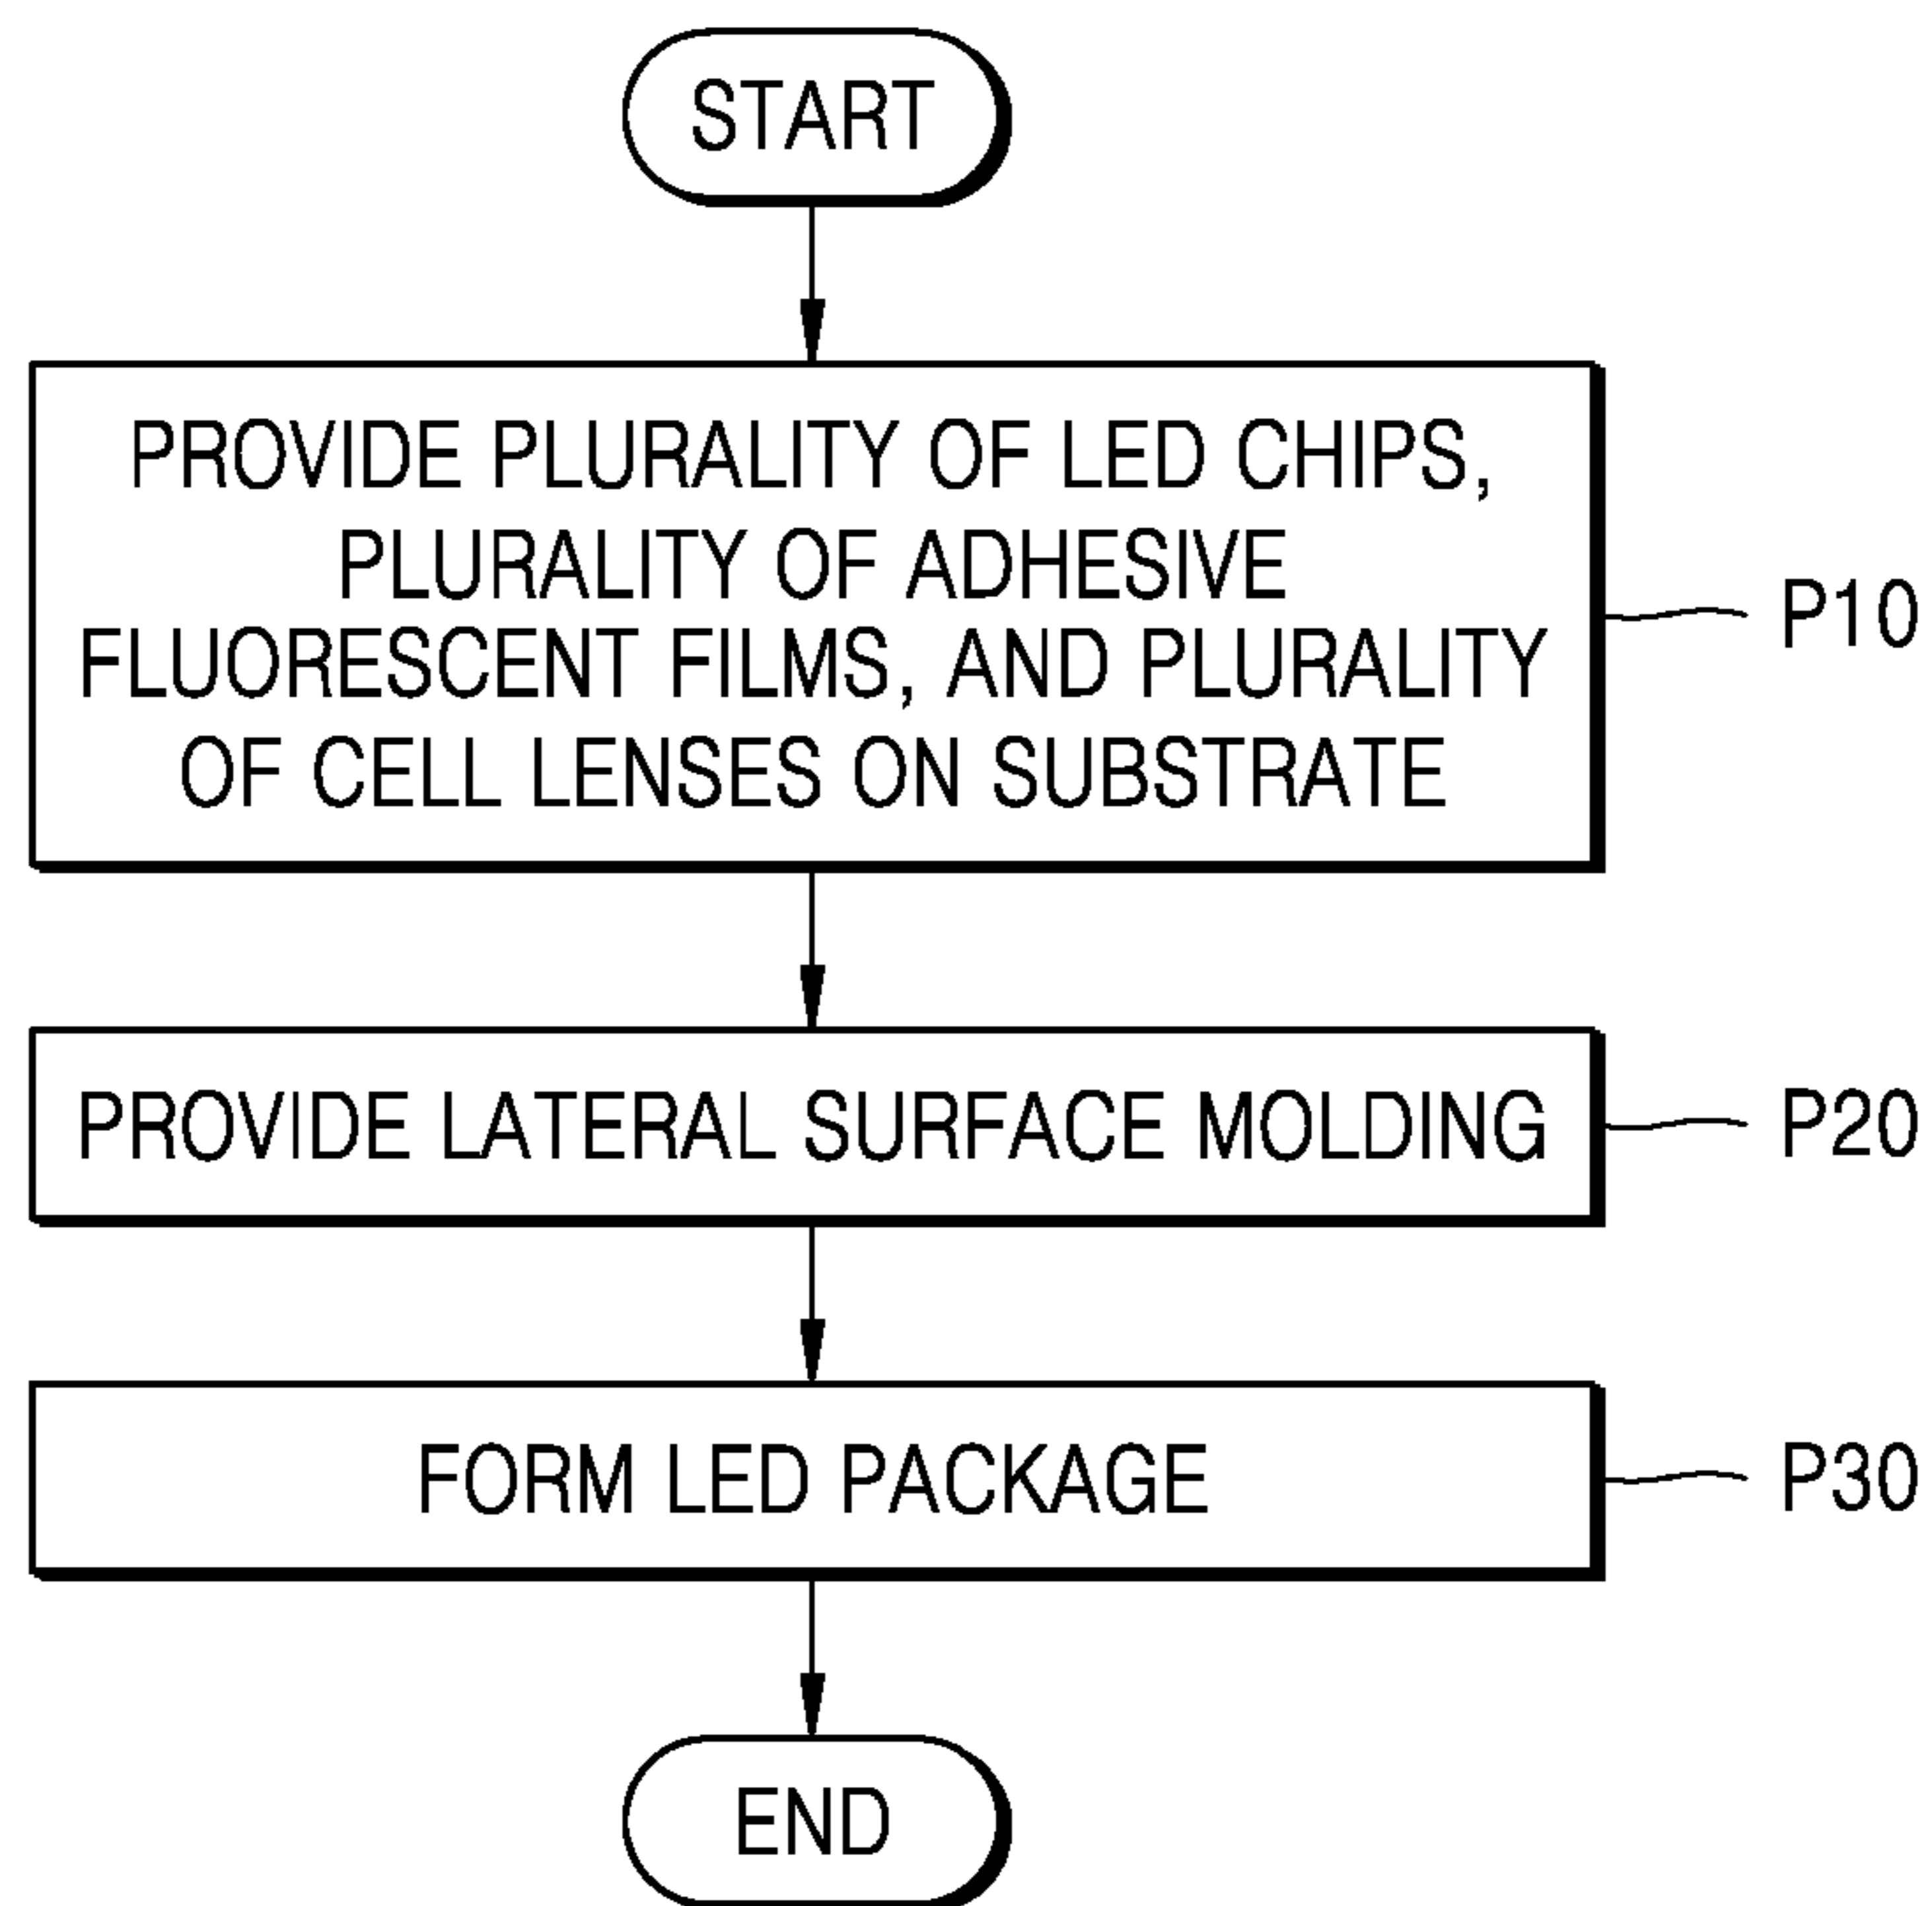 START
PROVIDE PLURALITY OF LED CHIPS,
PLURALITY OF ADHESIVE
FLUORESCENT FILMS, AND PLURALITY
OF CELL LENSES ON SUBSTRATE
P10
PROVIDE LATERAL SURFACE MOLDING
P20
FORM LED PACKAGE
P30
END